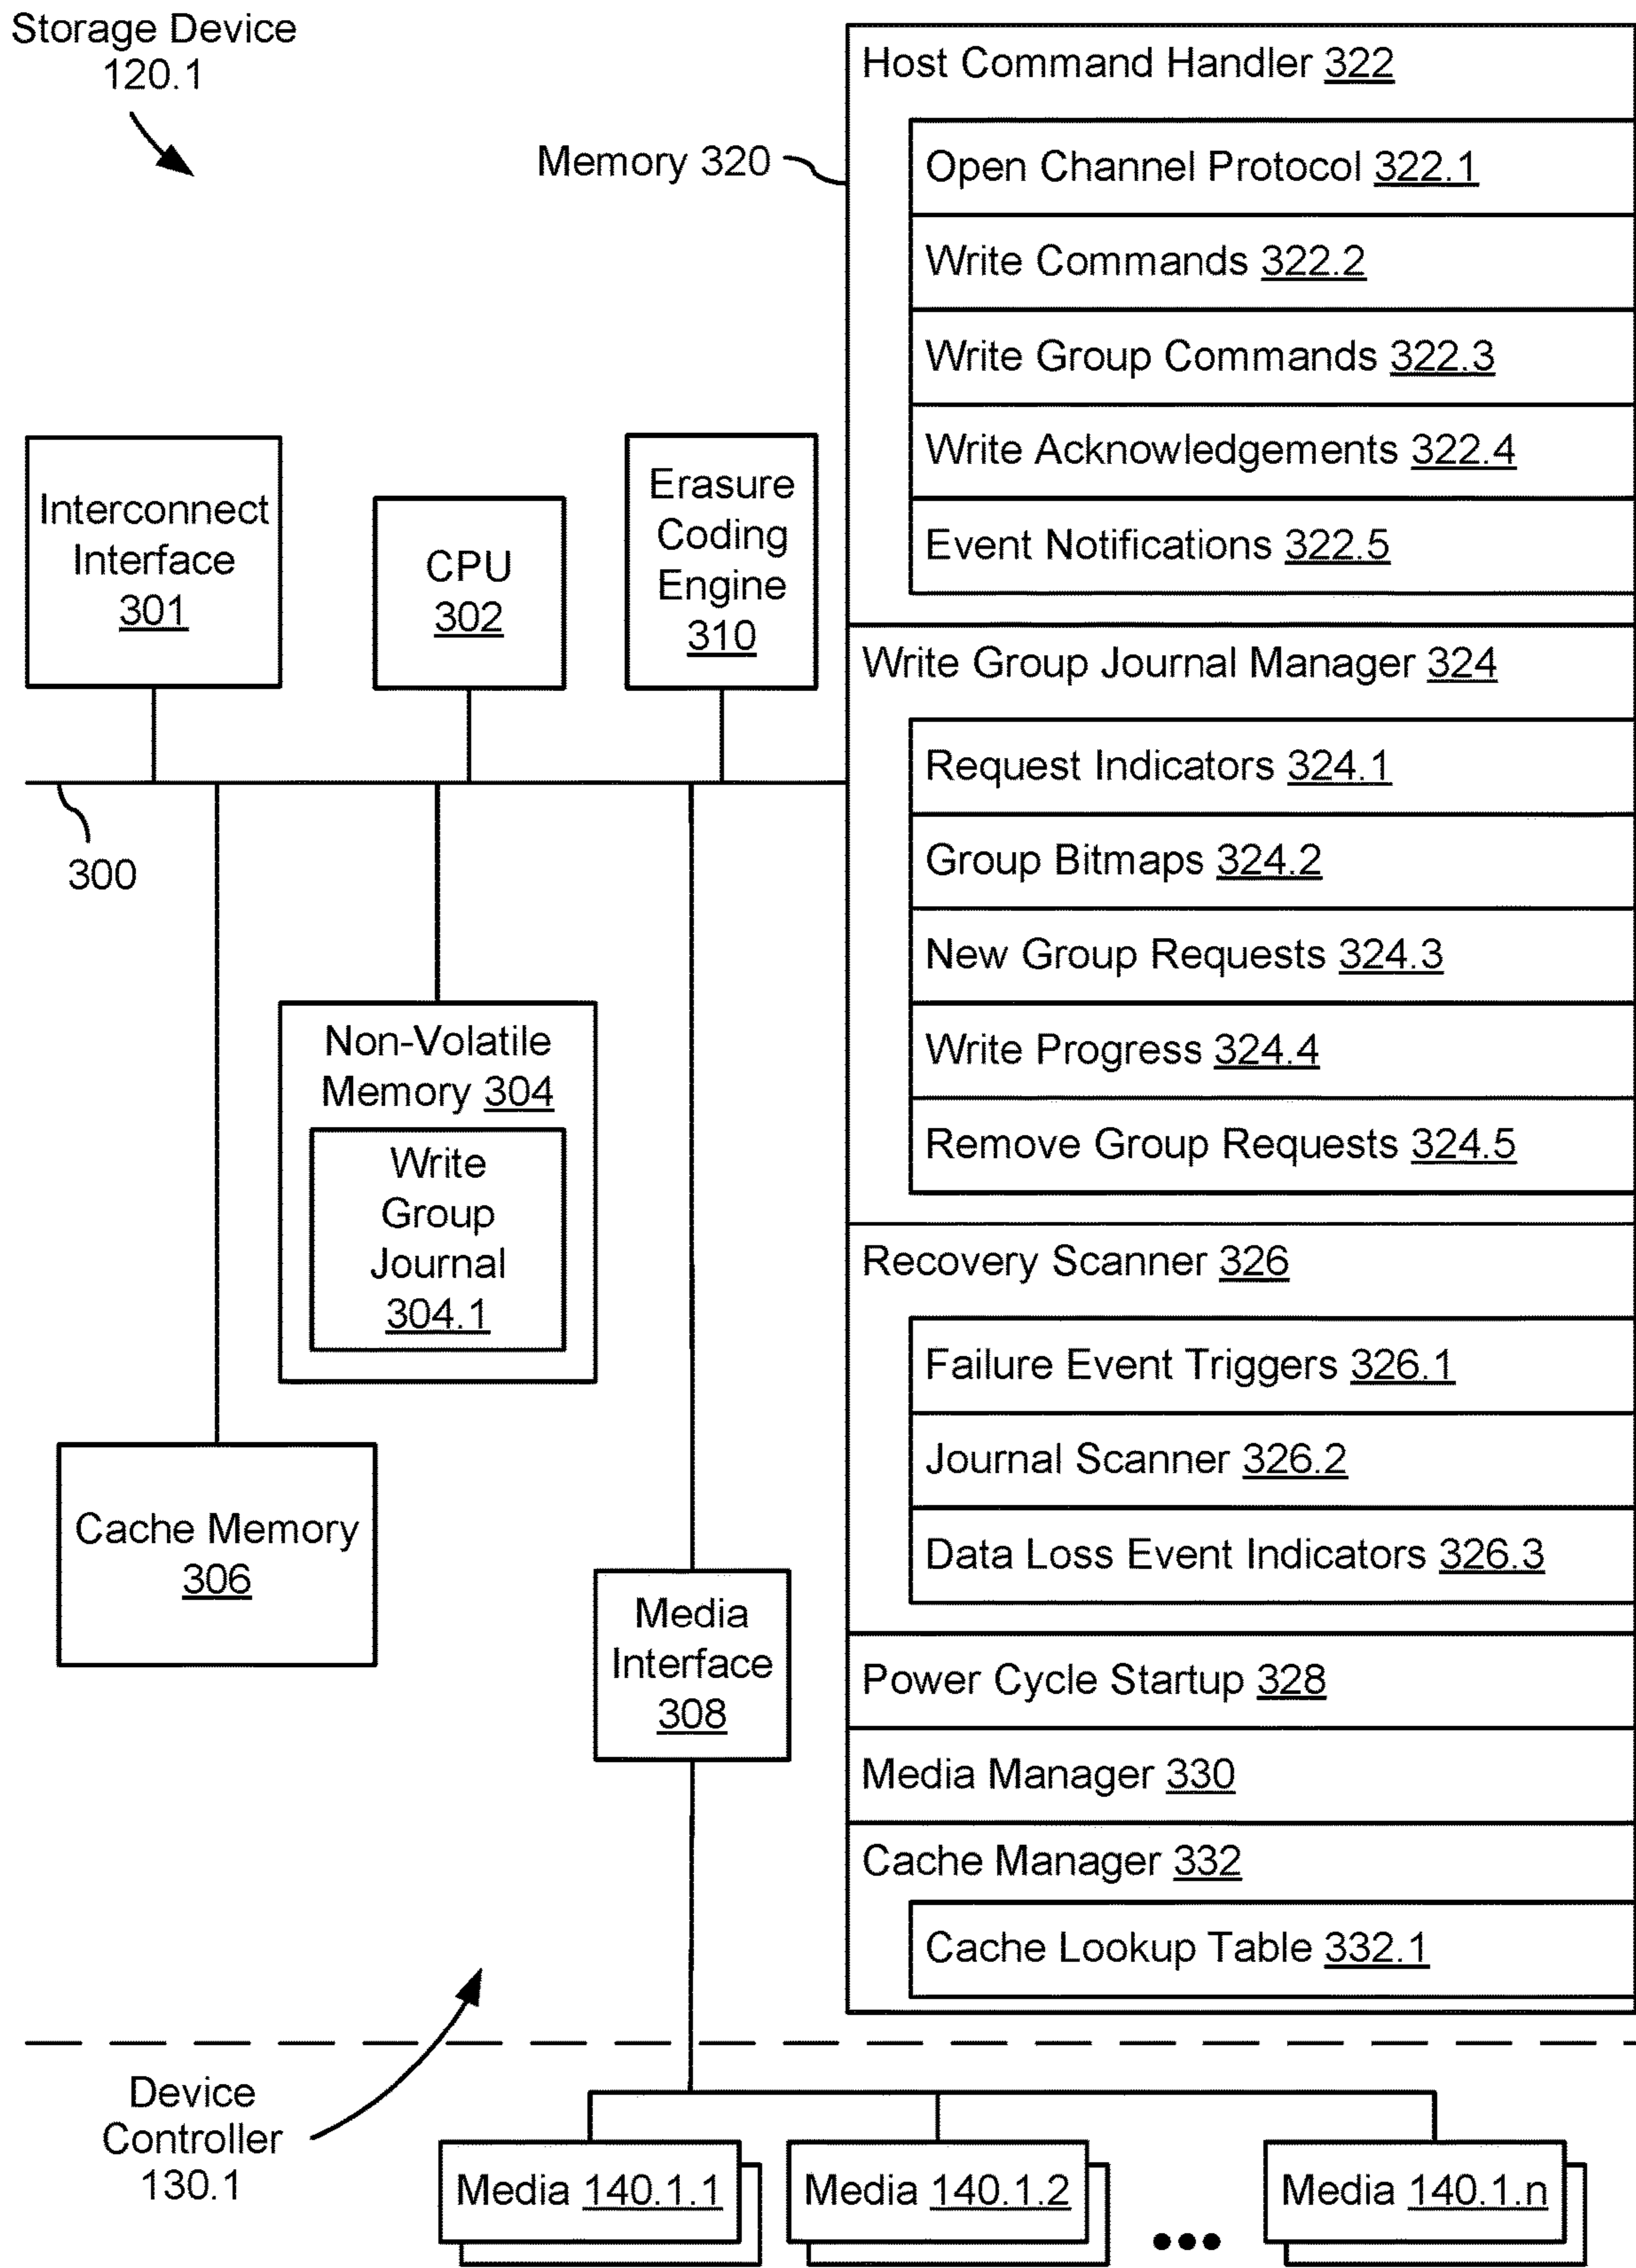 Storage Device
120.1
Memory 320
Host Command Handler 322
Open Channel Protocol 322.1
Write Commands 322.2
Write Group Commands 322.3
Write Acknowledgements 322.4
Event Notifications 322.5
Interconnect
Interface
301
CPU
302
Erasure
Coding
Engine
310
300
Write Group Journal Manager 324
Request Indicators 324.1
Group Bitmaps 324.2
New Group Requests 324.3
Write Progress 324.4
Remove Group Requests 324.5
Non-Volatile
Memory 304
Write
Group
Journal
304.1
Recovery Scanner 326
Failure Event Triggers 326.1
Journal Scanner 326.2
Data Loss Event Indicators 326.3
Cache Memory
306
Media
Interface
308
Power Cycle Startup 328
Media Manager 330
Cache Manager 332
Cache Lookup Table 332.1
Device
Controller
130.1
Media 140.1.1
Media 140.1.2
•••
Media 140.1.n